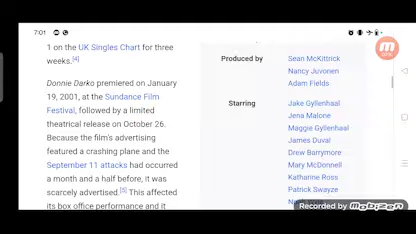 7:01
1 on the UK Singles Chart for three
weeks.[4]
Donnie Darko premiered on January
19, 2001, at the Sundance Film
Festival, followed by a limited
theatrical release on October 26.
Because the film's advertising
featured a crashing plane and the
September 11 attacks had occurred
a month and a half before, it was
scarcely advertised.[5] This affected
its box office performance and it
Produced by
Sean McKittrick
Nancy Juvonen
Adam Fields
Starring
Jake Gyllenhaal
Jena Malone
Maggie Gyllenhaal
James Duval
Drew Barrymore
Mary McDonnell
Katharine Ross
Patrick Swayze
Recorded by
Mobizen